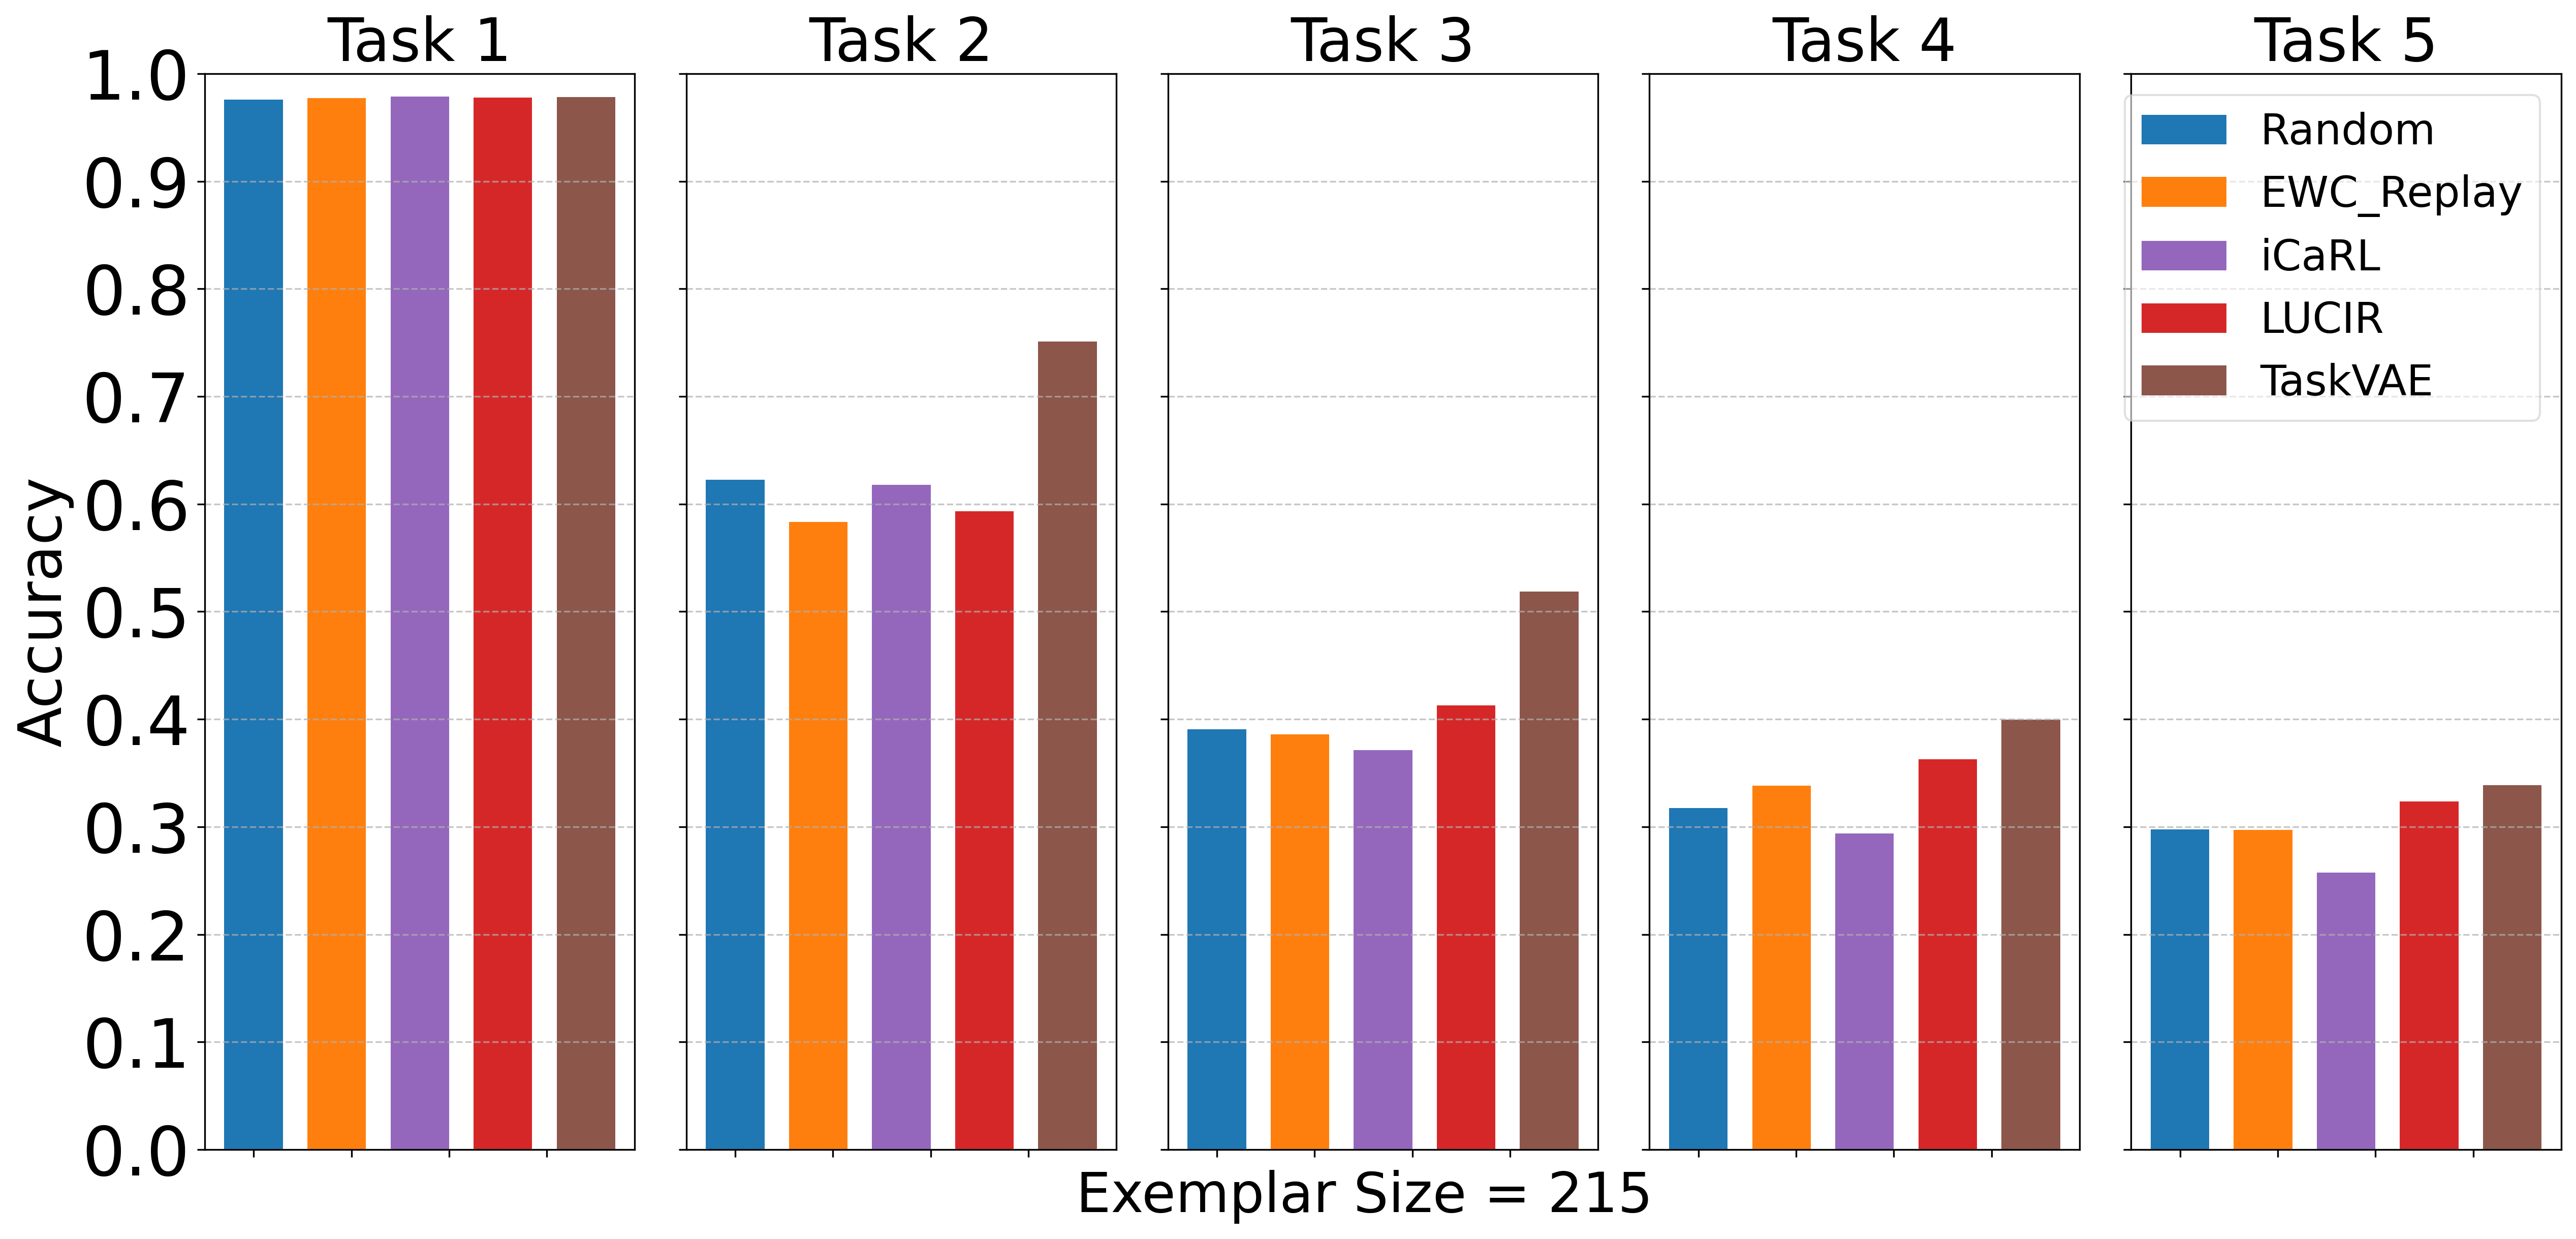 Task 1
Task 2
Task 3
Task 4
Task 5
1.0
0.9
0.8
0.7
0.6
0.5
0.4
0.3
0.2
0.1
0.0
Accuracy
Random
EWC_Replay
iCaRL
LUCIR
TaskVAE
Exemplar Size = 215